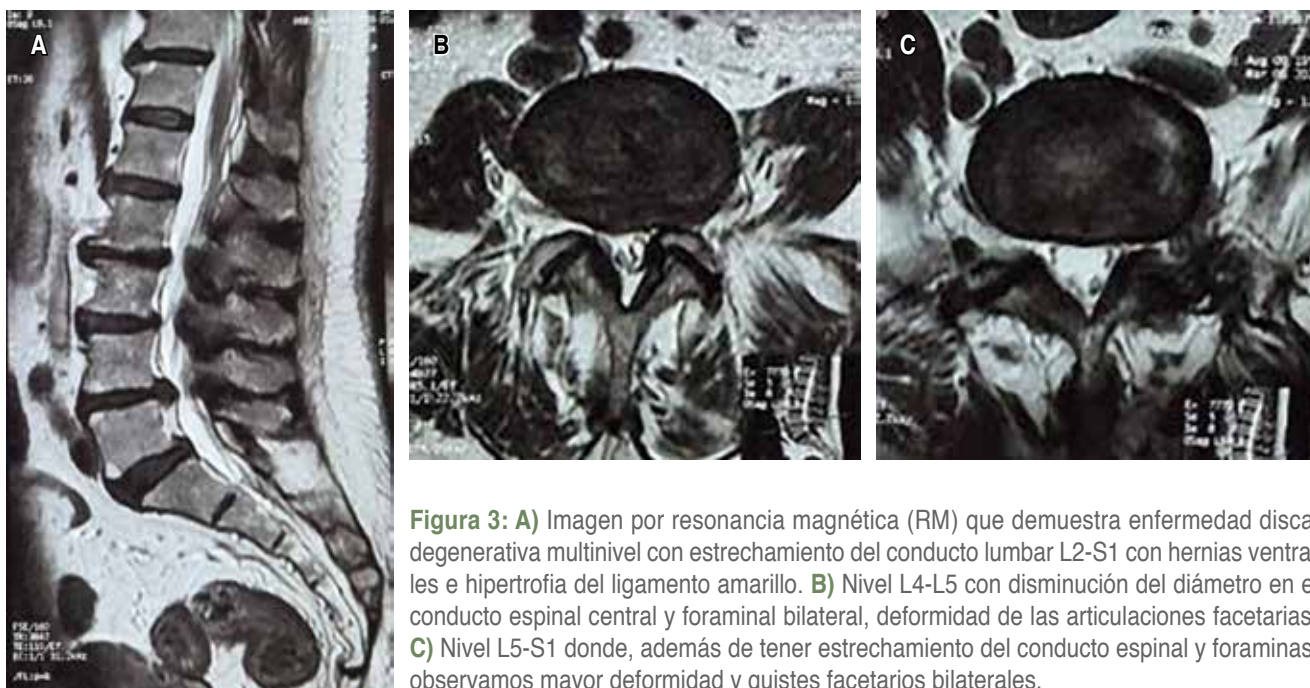 A
B
C
ET:20
Figura 3: A) Imagen por resonancia magnética (RM) que demuestra enfermedad disca
degenerativa multinivel con estrechamiento del conducto lumbar L2-S1 con hernias ventra
les e hipertrofia del ligamento amarillo. B) Nivel L4-L5 con disminución del diámetro en e
conducto espinal central y foraminal bilateral, deformidad de las articulaciones facetarias
C) Nivel L5-S1 donde, además de tener estrechamiento del conducto espinal y foraminas
observamos mayor deformidad y quistes facetarios bilaterales.